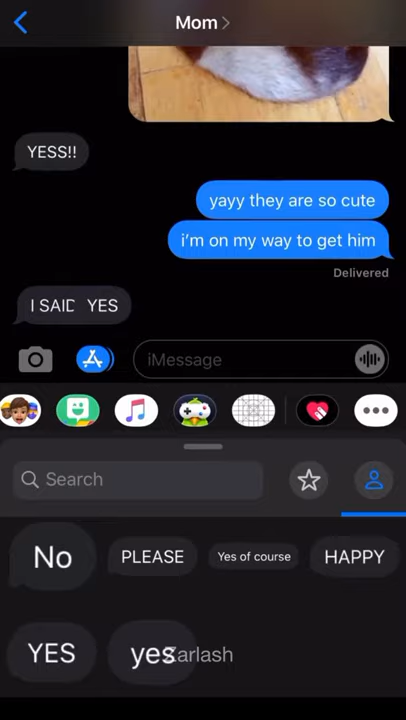 Mom
YESS!!
yayy they are so cute
i'm on my way to get him
Delivered
I SAID YES
iMessage
Search
No PLEASE Yes of course HAPPY
YES yes Zarlash